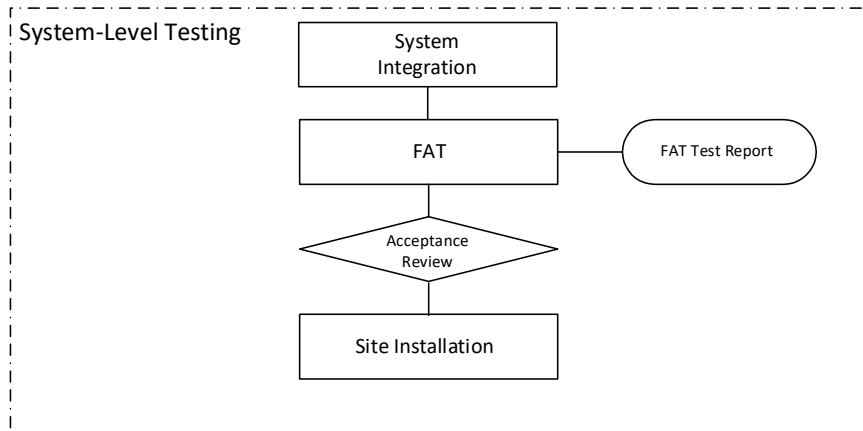 System-Level Testing
System
Integration
FAT
FAT Test Report
Acceptance
Review
Site Installation